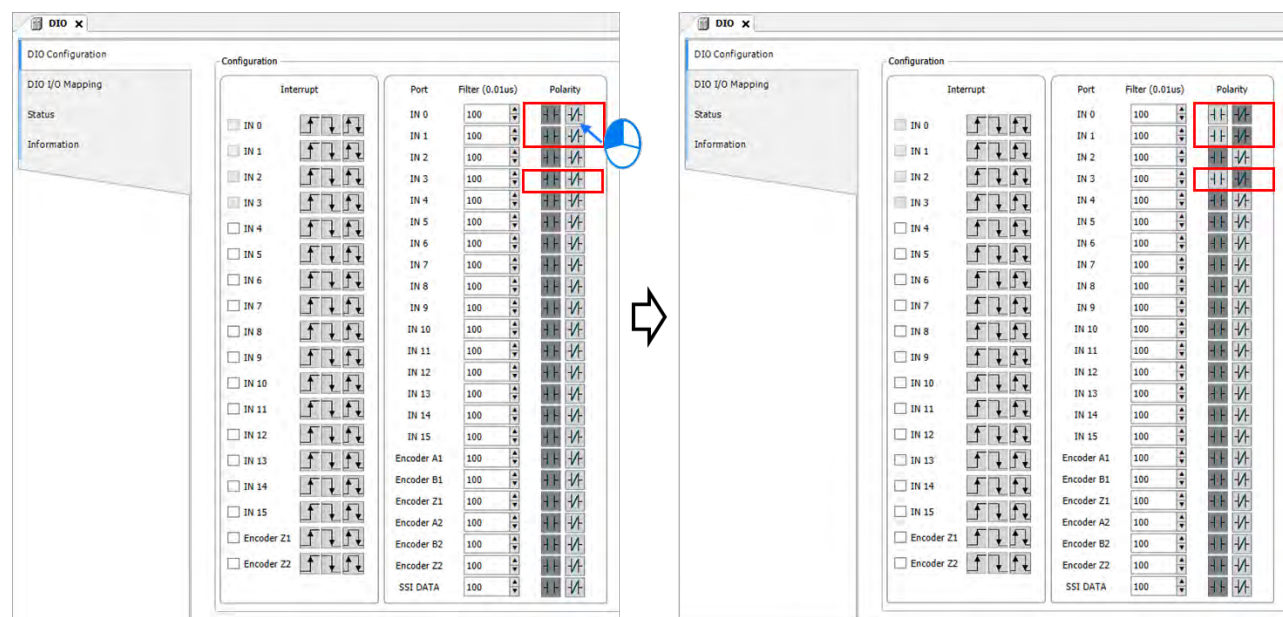 DIO x
DIO Configuration
DIO I/O Mapping
Status
Information
Configuration
Interrupt
IN 0
IN 1
IN 2
IN 3
IN 4
IN 5
IN 6
IN 7
IN 8
IN 9
IN 10
IN 11
IN 12
IN 13
IN 14
IN 15
Encoder Z1
Encoder Z2
Port Filter (0.01us) Polarity
IN 0 100
IN 1 100
IN 2 100
IN 3 100
IN 4 100
IN 5 100
IN 6 100
IN 7 100
IN 8 100
IN 9 100
IN 10 100
IN 11 100
IN 12 100
IN 13 100
IN 14 100
IN 15 100
Encoder A1 100
Encoder B1 100
Encoder Z1 100
Encoder A2 100
Encoder B2 100
Encoder Z2 100
SSI DATA 100
DIO x
DIO Configuration
DIO I/O Mapping
Status
Information
Configuration
Interrupt
IN 0
IN 1
IN 2
IN 3
IN 4
IN 5
IN 6
IN 7
IN 8
IN 9
IN 10
IN 11
IN 12
IN 13
IN 14
IN 15
Encoder Z1
Encoder Z2
Port Filter (0.01us) Polarity
IN 0 100
IN 1 100
IN 2 100
IN 3 100
IN 4 100
IN 5 100
IN 6 100
IN 7 100
IN 8 100
IN 9 100
IN 10 100
IN 11 100
IN 12 100
IN 13 100
IN 14 100
IN 15 100
Encoder A1 100
Encoder B1 100
Encoder Z1 100
Encoder A2 100
Encoder B2 100
Encoder Z2 100
SSI DATA 100